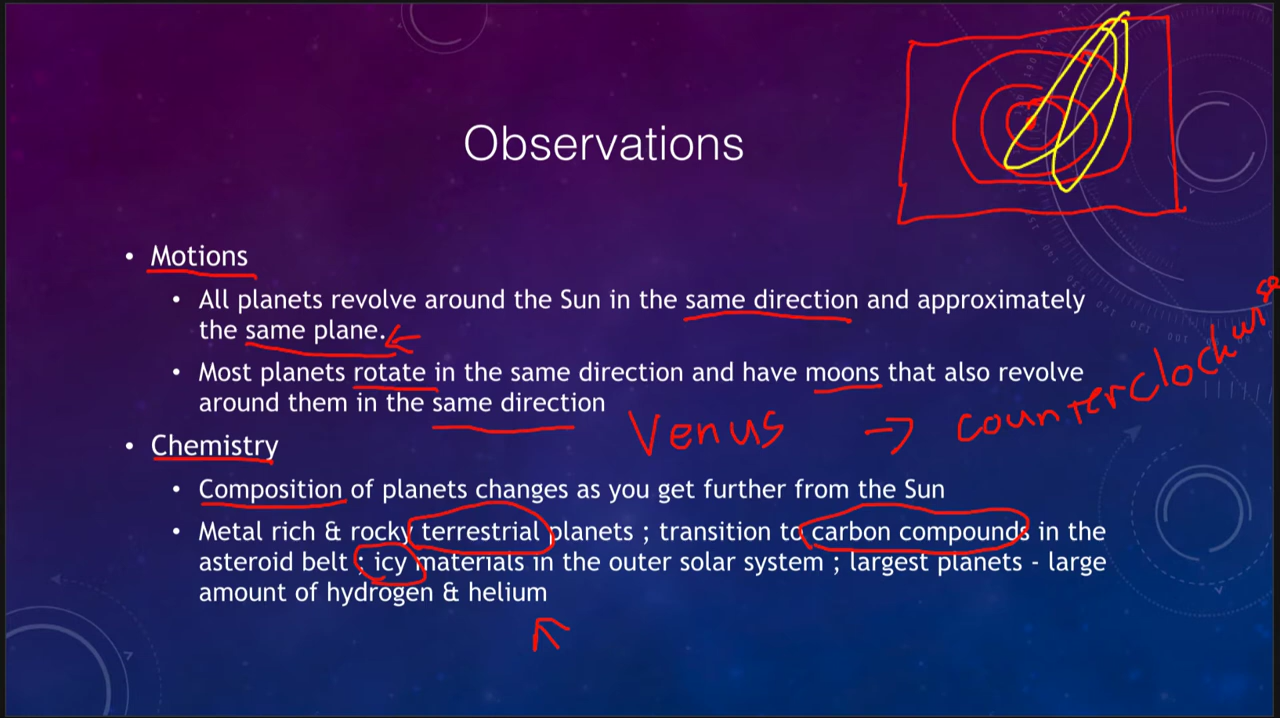 Observations
• Motions
• All planets revolve around the Sun in the same direction and approximately
the same plane.
• Most planets rotate in the same direction and have moons that also revolve
around them in the same direction
Venus → counterclockwise
• Chemistry
• Composition of planets changes as you get further from the Sun
• Metal rich & rocky terrestrial planets ; transition to carbon compounds in the
asteroid belt ; icy materials in the outer solar system ; largest planets - large
amount of hydrogen & helium